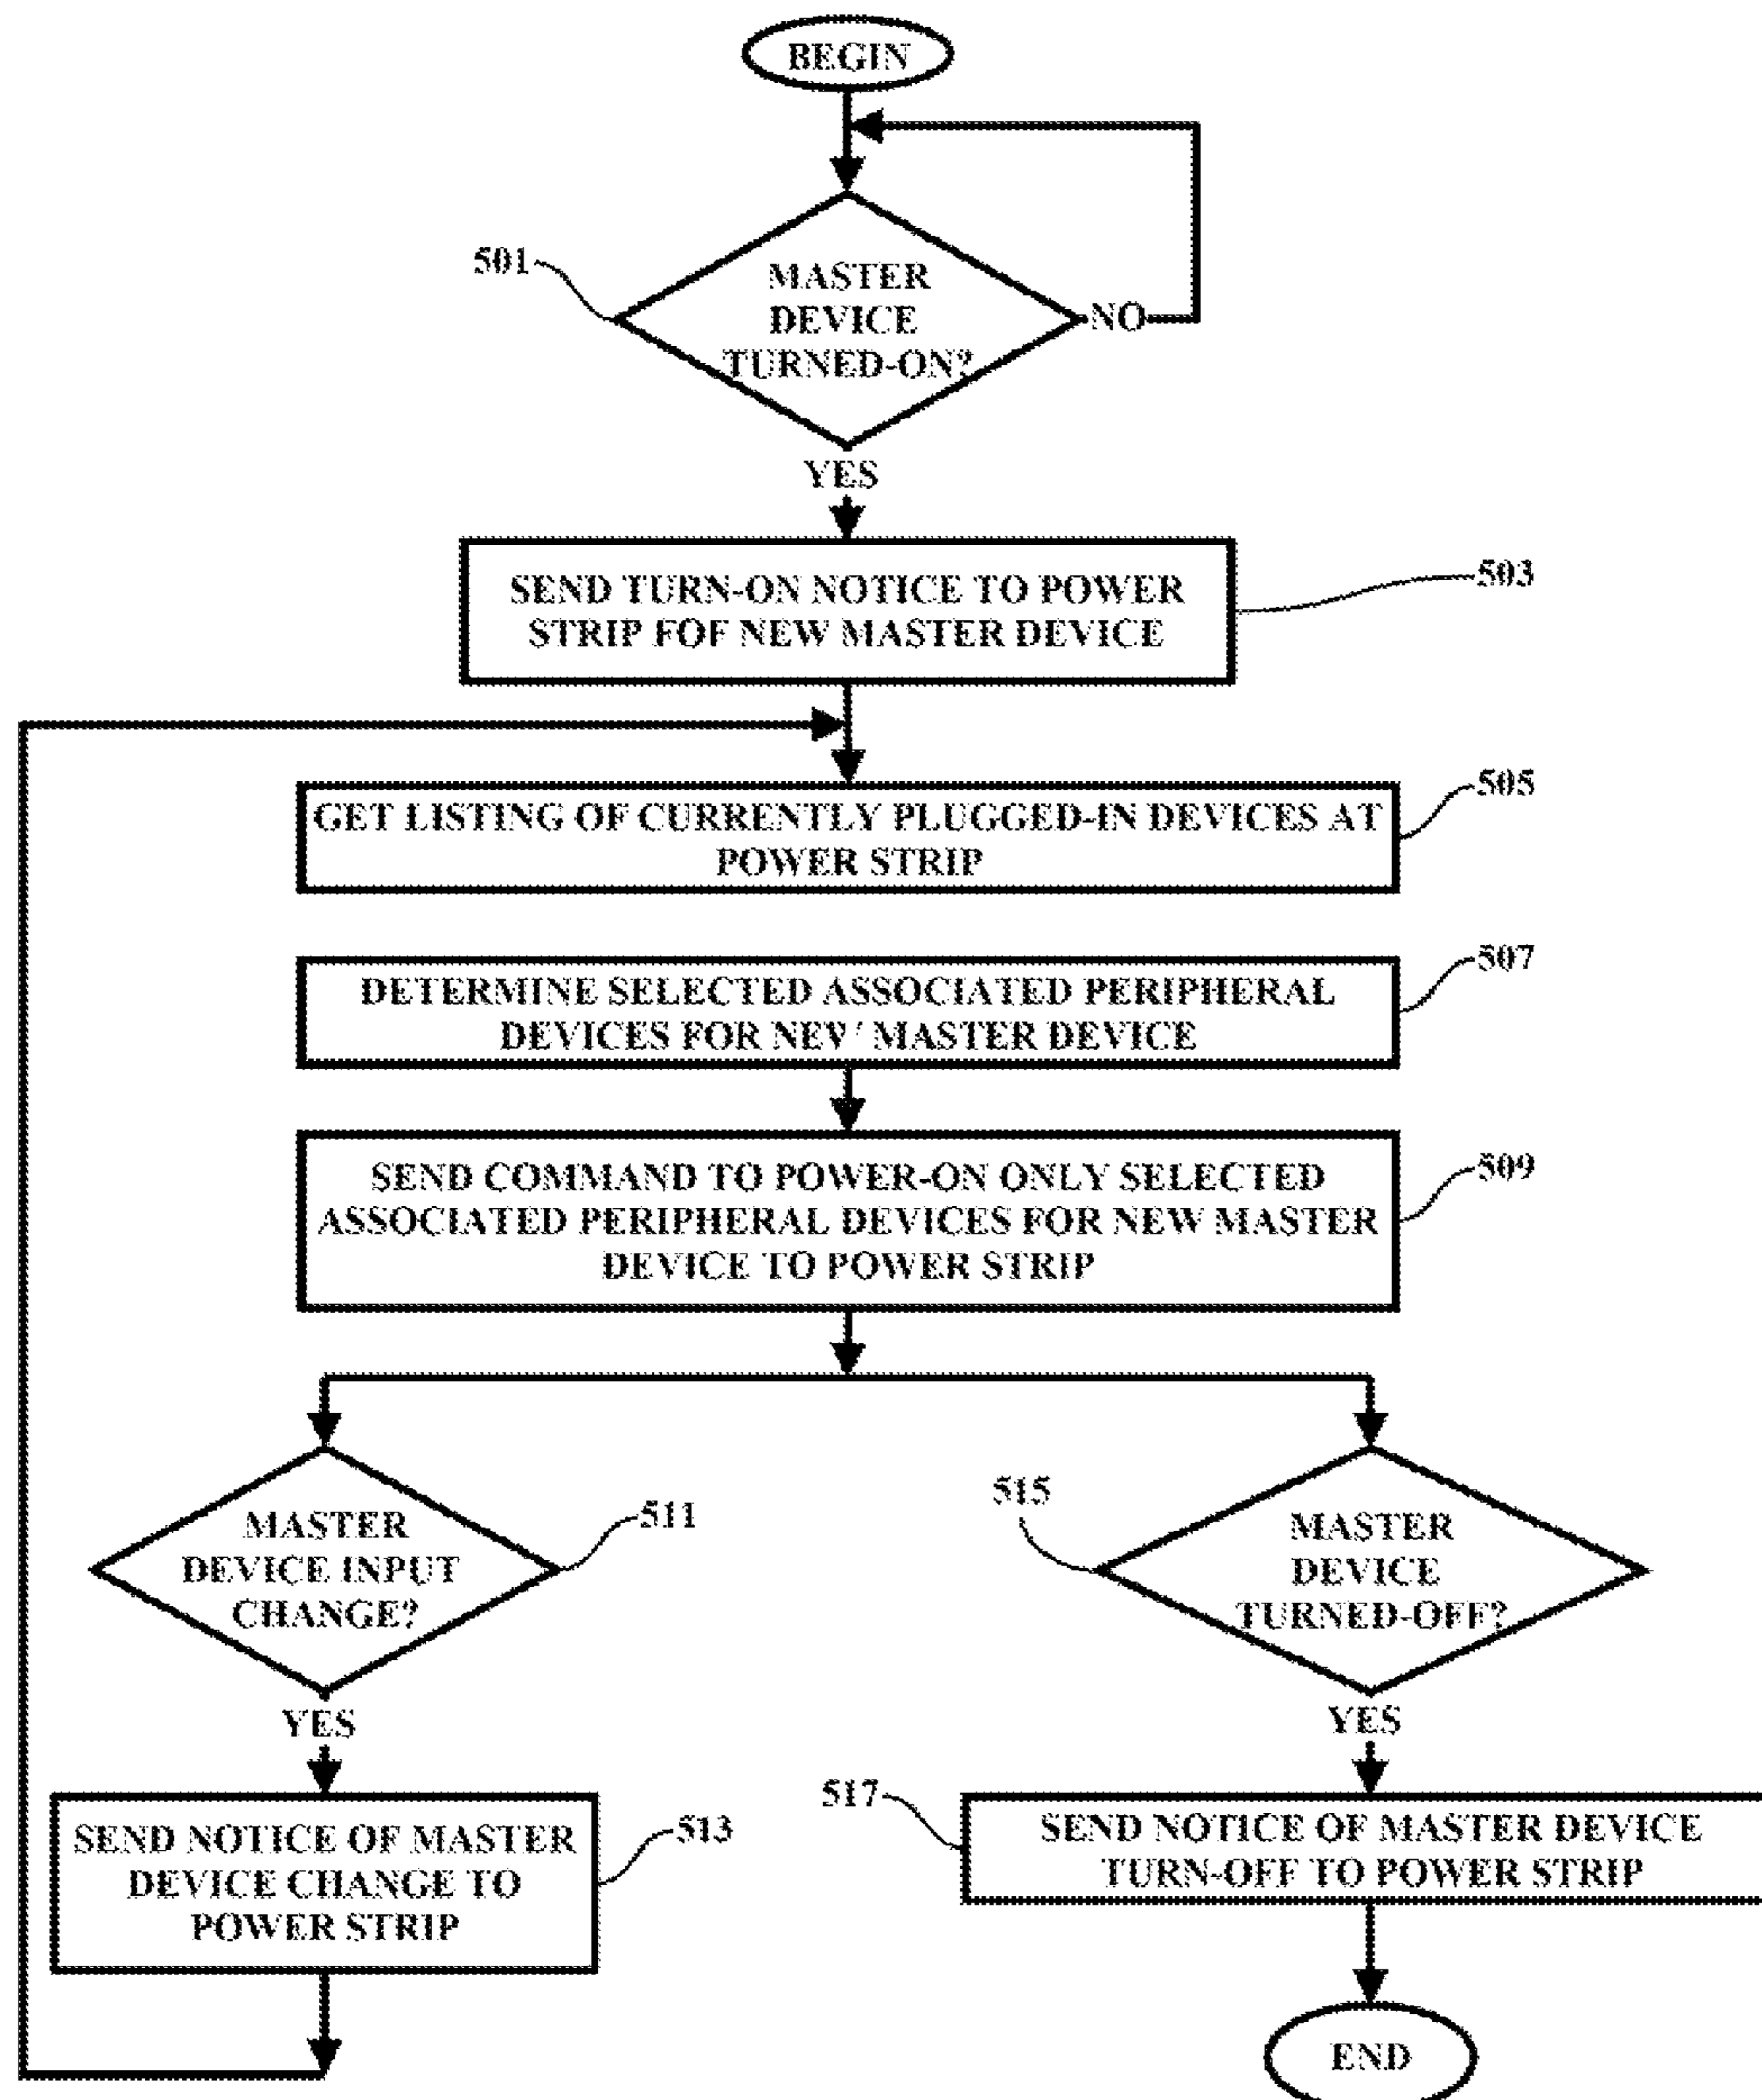 BEGIN
501
MASTER
DEVICE
TURNED-ON?
NO
YES
SEND TURN-ON NOTICE TO POWER
STRIP FOF NEW MASTER DEVICE
503
GET LISTING OF CURRENTLY PLUGGED-IN DEVICES AT
POWER STRIP
505
DETERMINE SELECTED ASSOCIATED PERIPHERAL
DEVICES FOR NEW MASTER DEVICE
507
SEND COMMAND TO POWER-ON ONLY SELECTED
ASSOCIATED PERIPHERAL DEVICES FOR NEW MASTER
DEVICE TO POWER STRIP
509
MASTER
DEVICE INPUT
CHANGE?
511
515
MASTER
DEVICE
TURNED-OFF?
YES
YES
SEND NOTICE OF MASTER
DEVICE CHANGE TO
POWER STRIP
513
517
SEND NOTICE OF MASTER DEVICE
TURN-OFF TO POWER STRIP
END